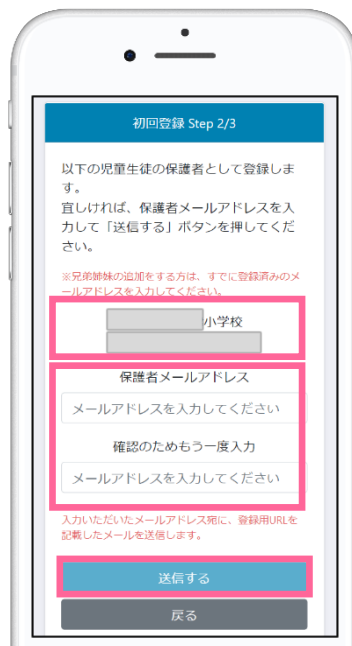 初回登録 Step 2/3
以下の児童生徒の保護者として登録しま
す。
宜しければ、保護者メールアドレスを入
力して「送信する」ボタンを押してくだ
さい。
※兄弟姉妹の追加をする方は、すでに登録済みのメ
ールアドレスを入力してください。
小学校
保護者メールアドレス
メールアドレスを入力してください
確認のためもう一度入力
メールアドレスを入力してください
入力いただいたメールアドレス宛に、登録用URLを
記載したメールを送信します。
送信する
戻る